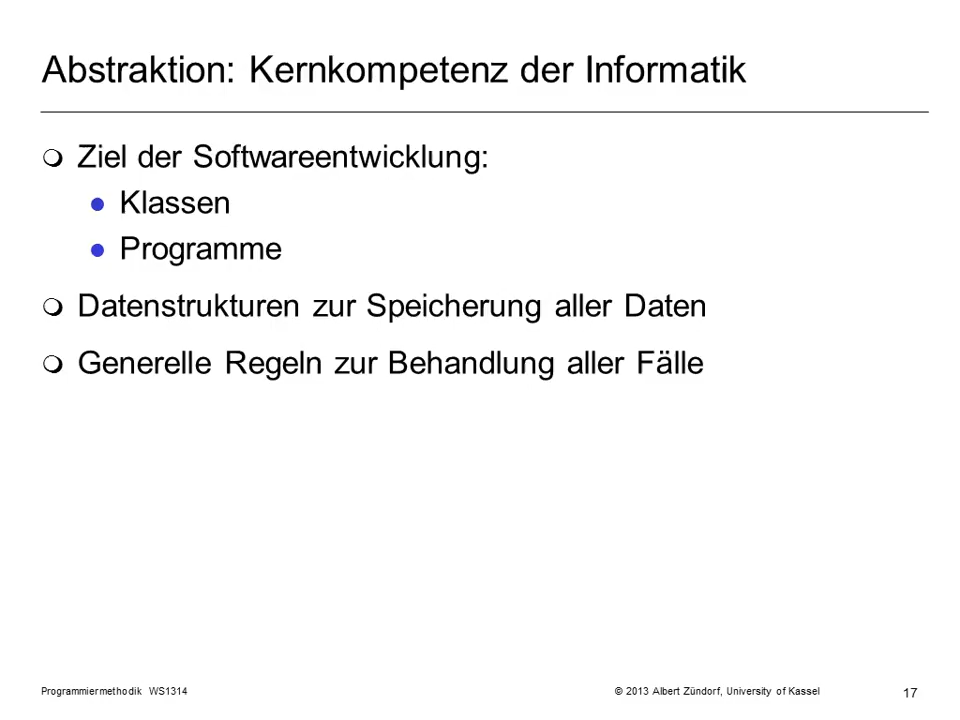 Abstraktion: Kernkompetenz der Informatik
Ziel der Softwareentwicklung:
Klassen
Programme
Datenstrukturen zur Speicherung aller Daten
Generelle Regeln zur Behandlung aller Fälle
Programmiermethodik WS1314
© 2013 Albert Zündorf, University of Kassel
17